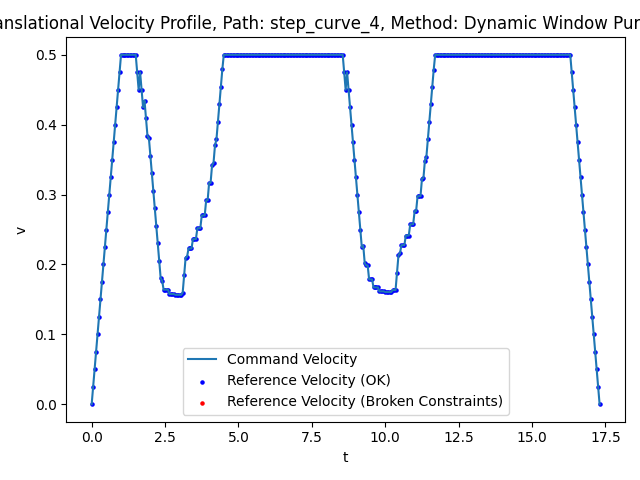 Velocity Profile, Path: step_curve_4, Method: Dynamic Window
v
0.5
0.4
0.3
0.2
0.1
0.0
Command Velocity
Reference Velocity (OK)
Reference Velocity (Broken Constraints)
0.0 2.5 5.0 7.5 10.0 12.5 15.0 17.5
t